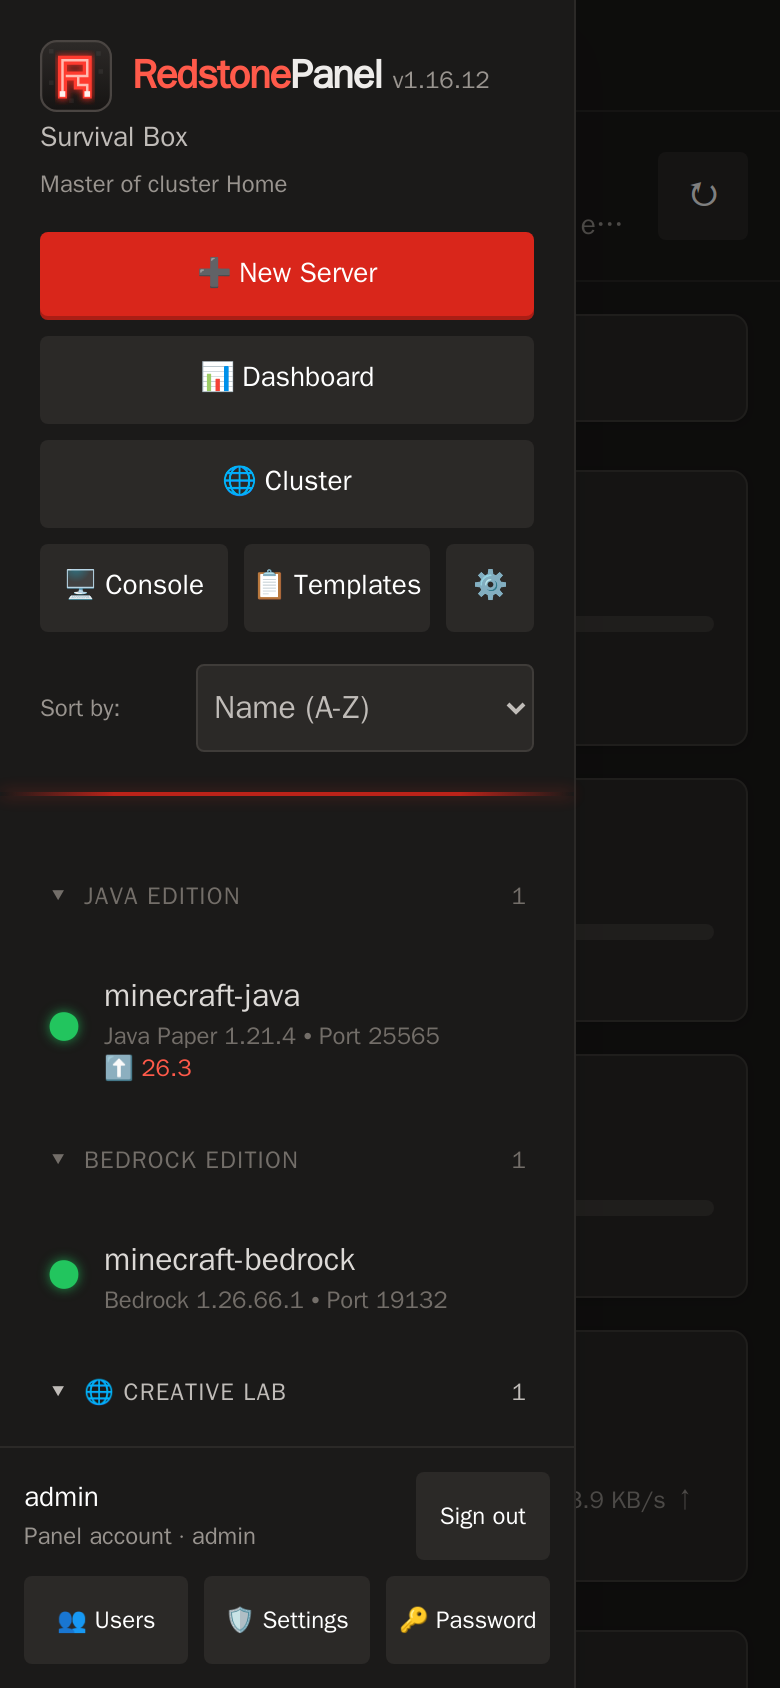 RedstonePanel v1.16.12
Survival Box
Master of cluster Home
e…
➕ New Server
📊 Dashboard
🌐 Cluster
🖥️ Console
📋 Templates
⚙️
Sort by:
Name (A-Z)
▼ JAVA EDITION 1
minecraft-java
Java Paper 1.21.4 • Port 25565
⬆️ 26.3
▼ BEDROCK EDITION 1
minecraft-bedrock
Bedrock 1.26.66.1 • Port 19132
▼ 🌐 CREATIVE LAB 1
3.9 KB/s ↑
admin
Panel account · admin
Sign out
👥 Users
🛡️ Settings
🔑 Password